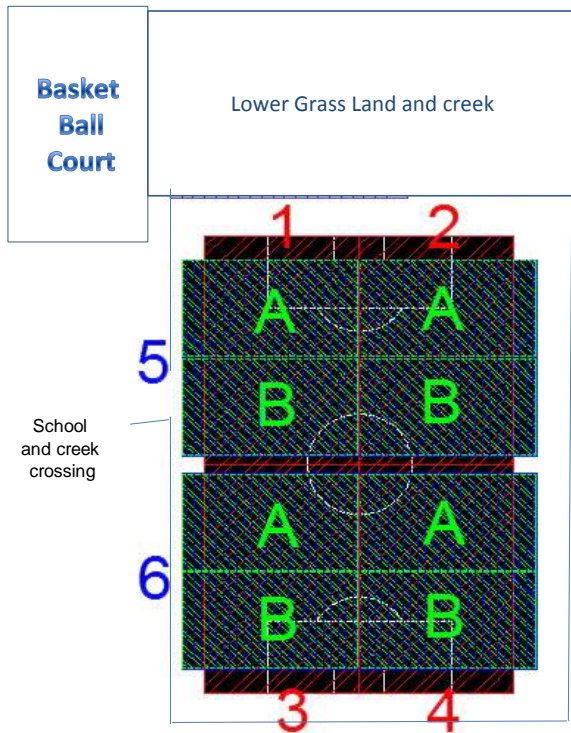 Basket
Ball
Court
Lower Grass Land and creek
1 2
A A
5
B B
School
and creek
crossing
A A
6
B B
3 4